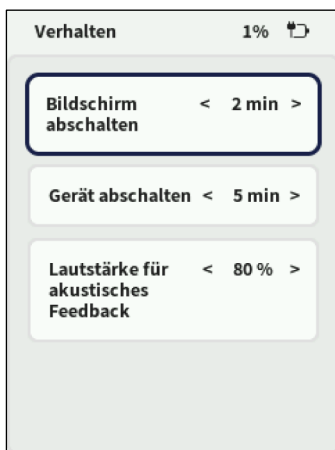 Verhalten 1%
Bildschirm < 2 min >
abschalten
Gerät abschalten < 5 min >
Lautstärke für < 80 % >
akustisches
Feedback